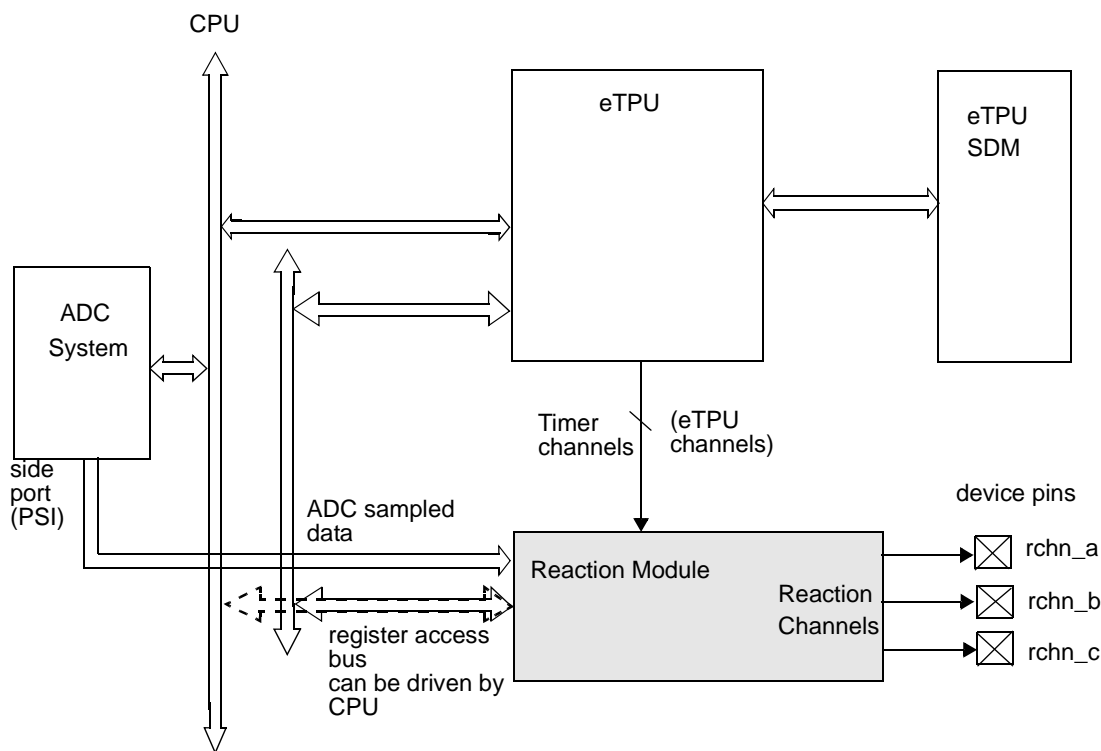 CPU
eTPU
eTPU
SDM
ADC
System
side
port
(PSI)
Timer
channels
(eTPU
channels)
ADC sampled
data
device pins
Reaction Module
Reaction
Channels
rchn_a
rchn_b
rchn_c
register access
bus
can be driven by
CPU